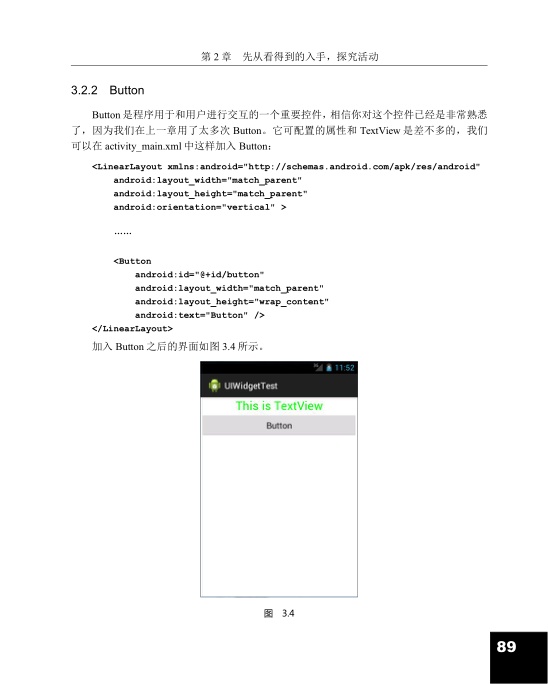 第 2 章 先从看得到的入手，探究活动
3.2.2 Button
Button 是程序用于和用户进行交互的一个重要控件，相信你对这个控件已经是非常熟悉
了，因为我们在上一章用了太多次 Button。它可配置的属性和 TextView 是差不多的，我们
可以在 activity_main.xml 中这样加入 Button：
<LinearLayout xmlns:android="http://schemas.android.com/apk/res/android"
android:layout_width="match_parent"
android:layout_height="match_parent"
android:orientation="vertical" >
……
<Button
android:id="@+id/button"
android:layout_width="match_parent"
android:layout_height="wrap_content"
android:text="Button" />
</LinearLayout>
加入 Button 之后的界面如图 3.4 所示。
11:52
UIWidgetTest
This is TextView
Button
图 3.4
89